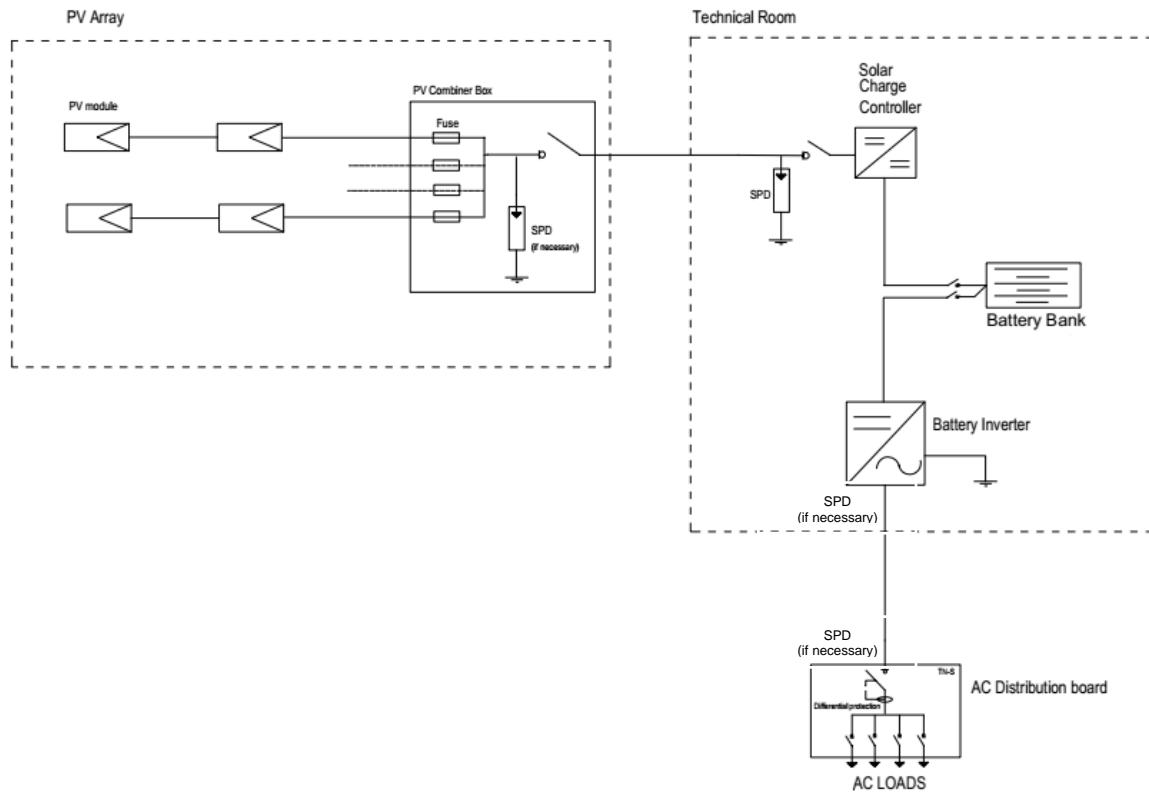 PV Array
Technical Room
PV module
PV Combiner Box
Fuse
SPD
(if necessary)
Solar
Charge
Controller
SPD
Battery Bank
Battery Inverter
SPD
(if necessary)
SPD
(if necessary)
TN-S
Differential protection
AC Distribution board
AC LOADS